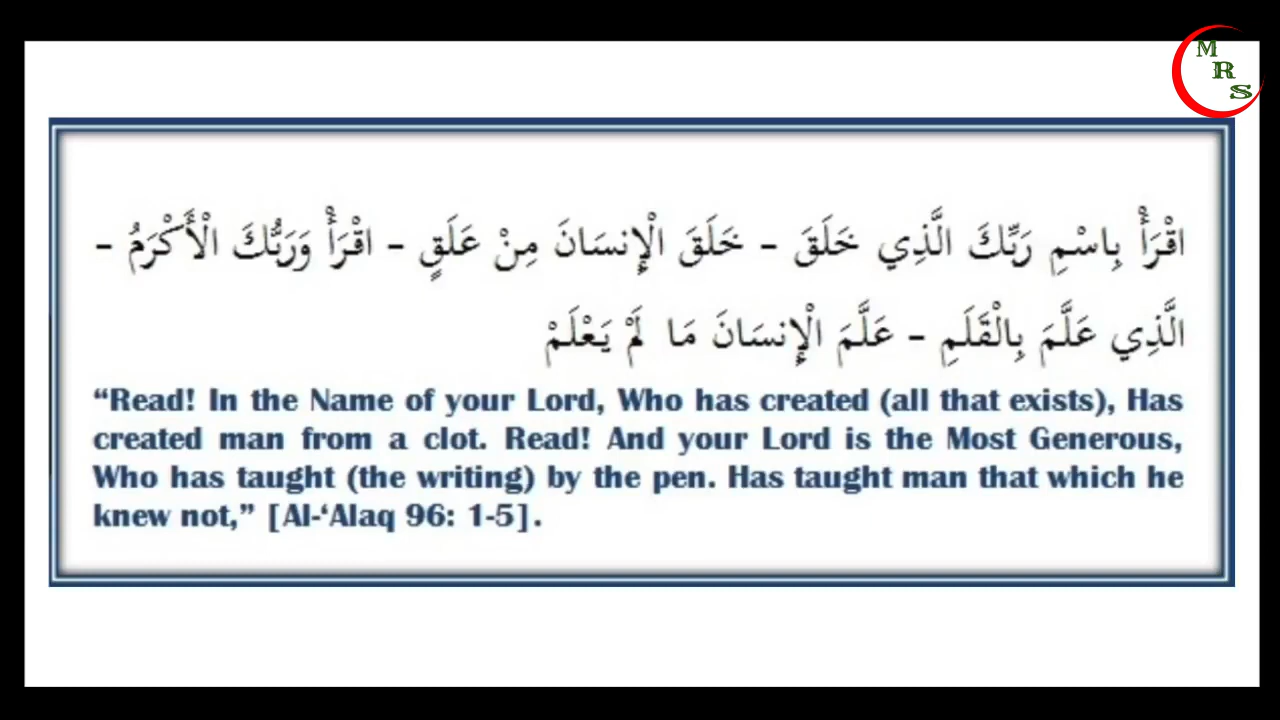 M
R
S
اقْرَأْ بِاسْمِ رَبِّكَ الَّذِي خَلَقَ – خَلَقَ الْإِنسَانَ مِنْ عَلَقٍ – اقْرَأْ وَرَبُّكَ الْأَكْرَمُ –
الَّذِي عَلَّمَ بِالْقَلَمِ – عَلَّمَ الْإِنسَانَ مَا لَمْ يَعْلَمْ
“Read! In the Name of your Lord, Who has created (all that exists), Has
created man from a clot. Read! And your Lord is the Most Generous,
Who has taught (the writing) by the pen. Has taught man that which he
knew not,” [Al-‘Alaq 96: 1-5].